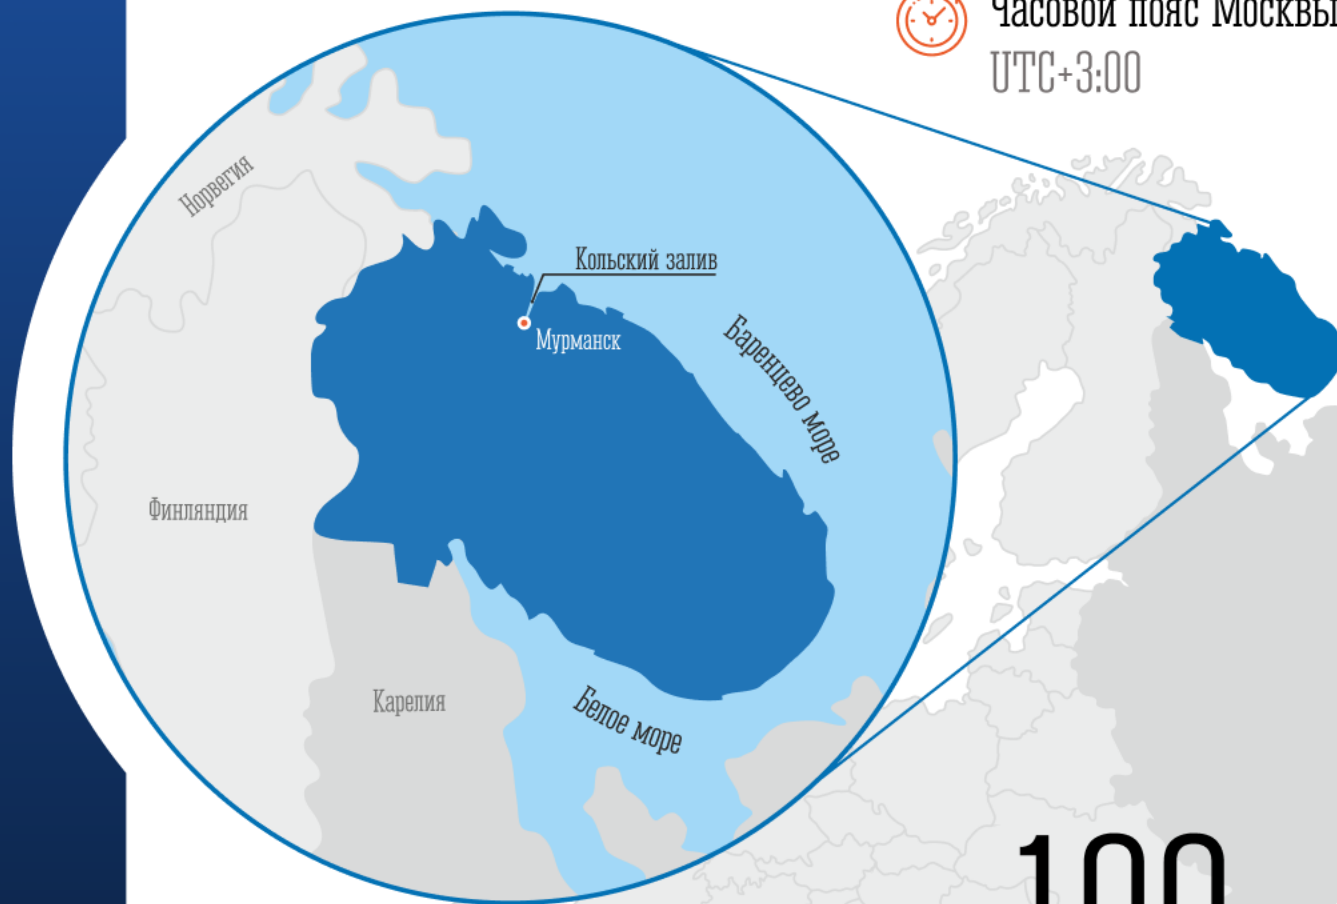 Часовой пояс Москвы
UTC+3:00
Норвегия
Кольский залив
Мурманск
Баренцево море
Финляндия
Карелия
Белое море
100